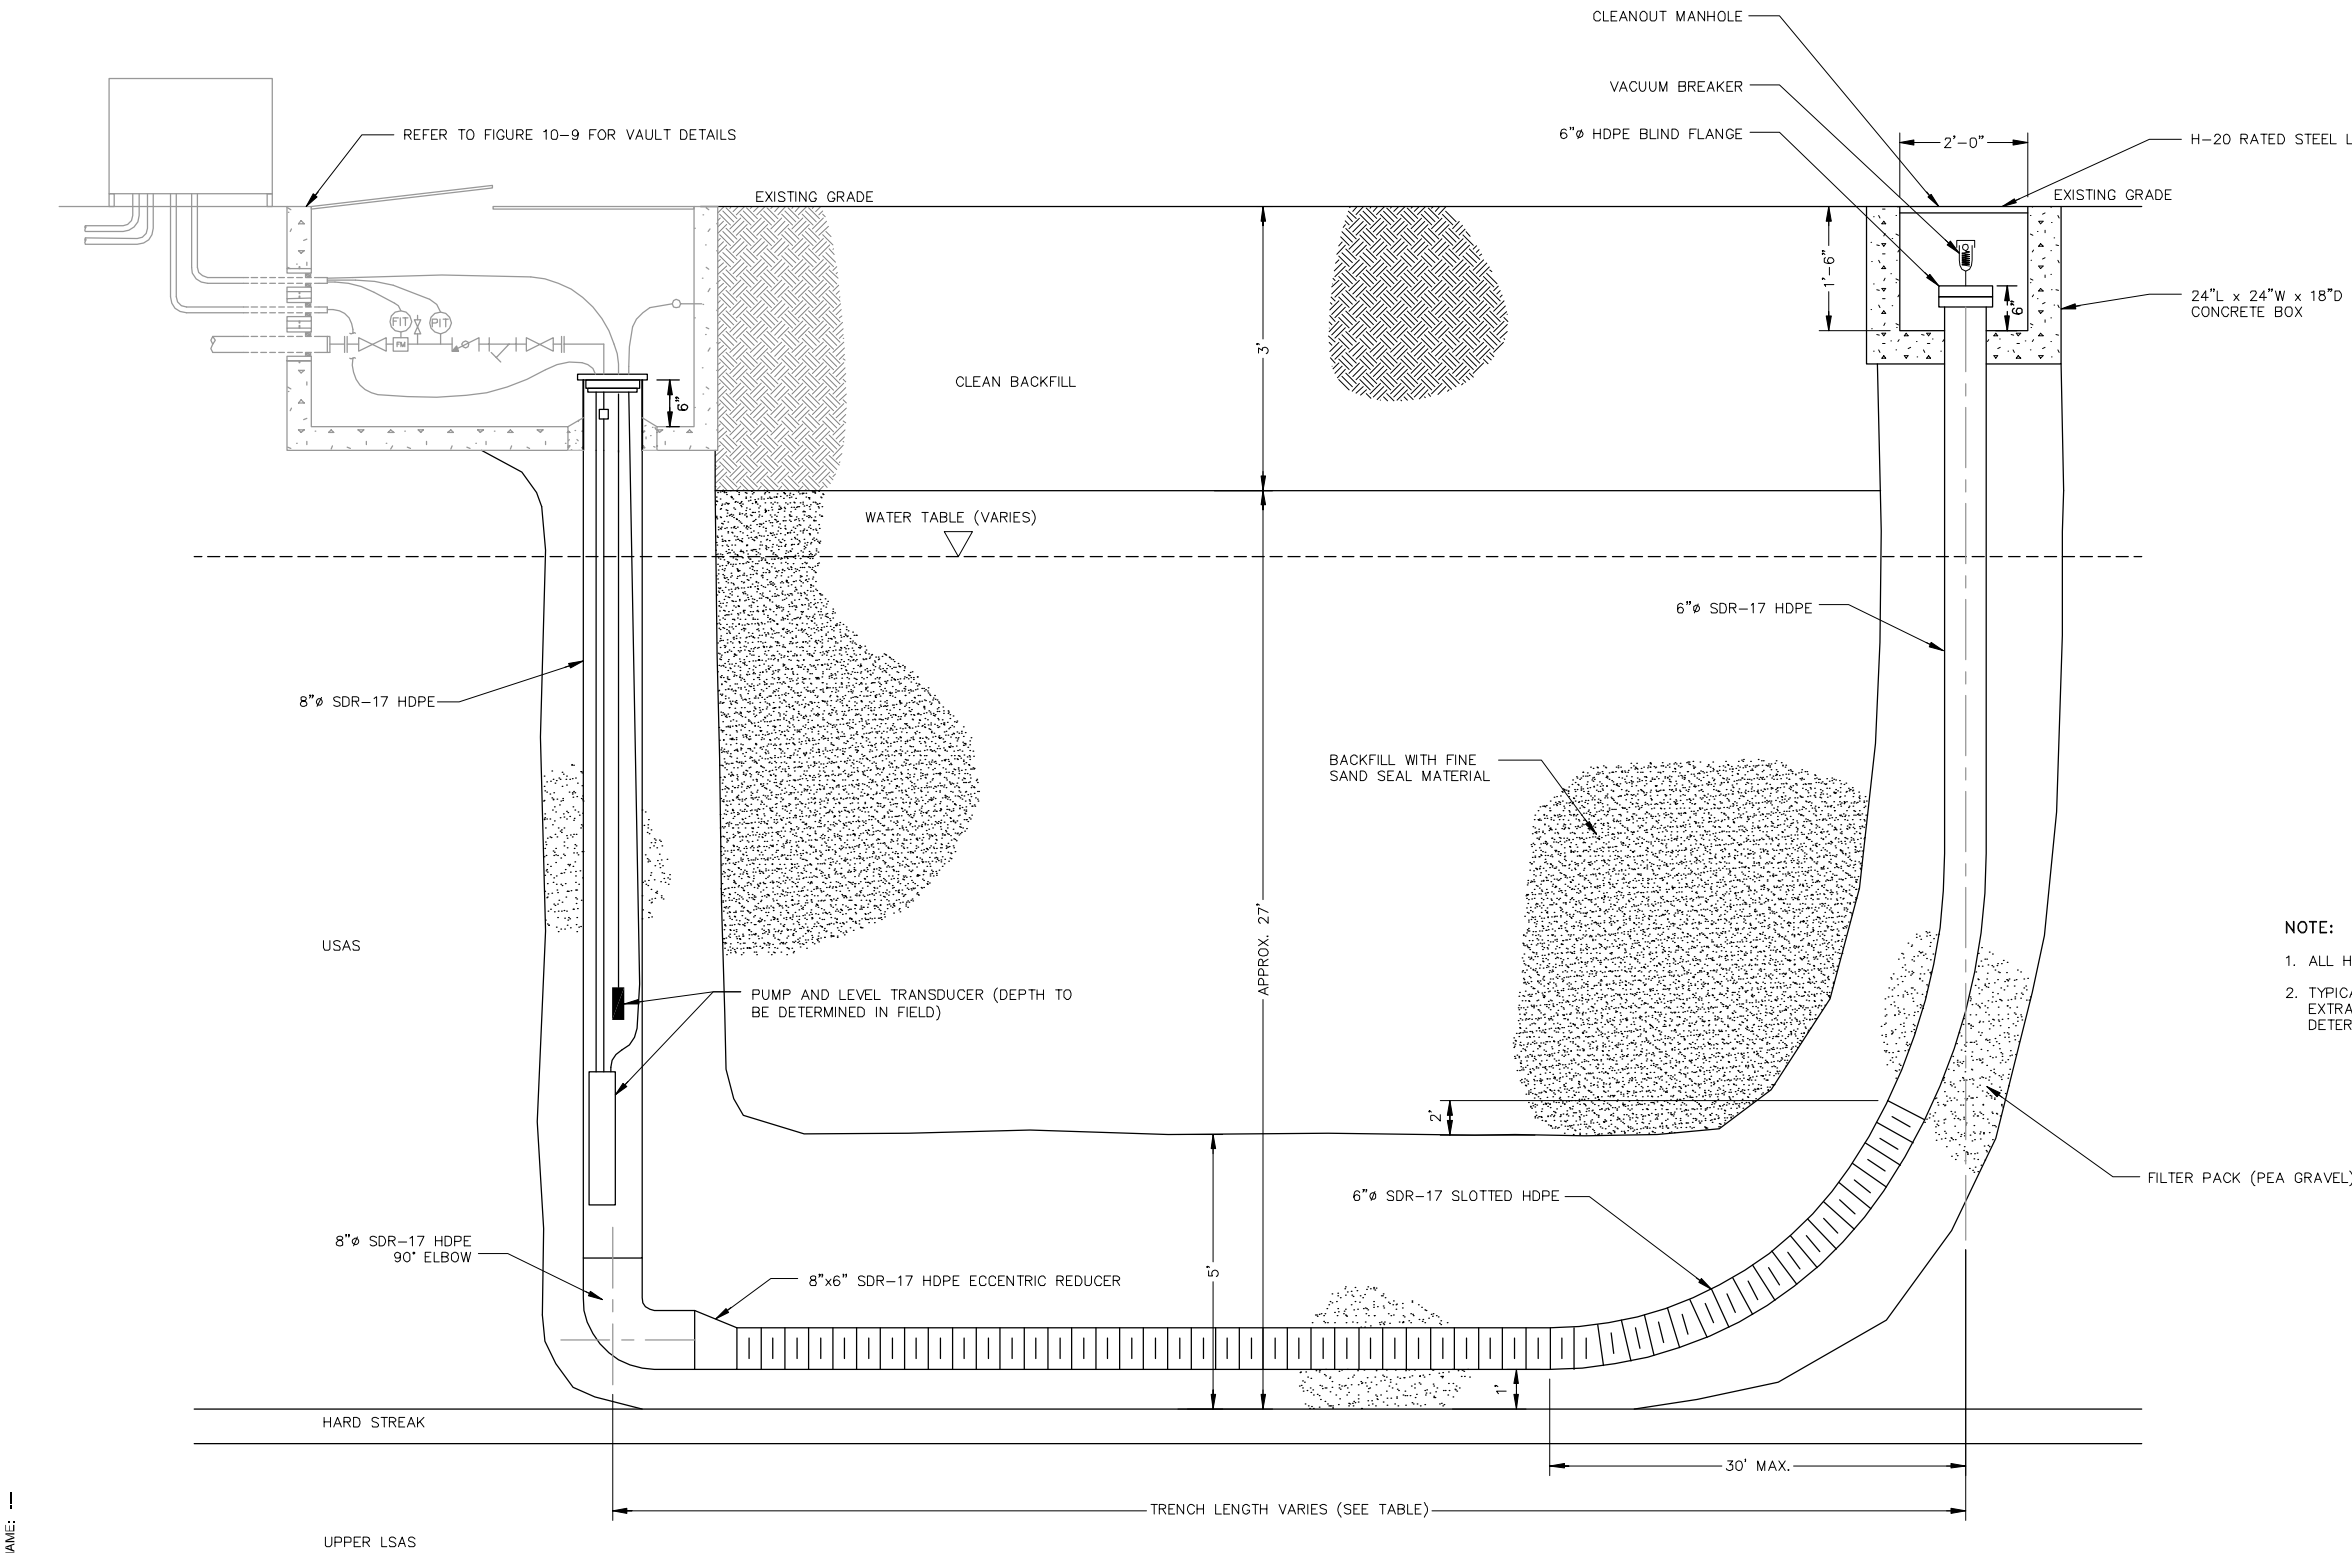 CLEANOUT MANHOLE
VACUUM BREAKER
6"ø HDPE BLIND FLANGE
REFER TO FIGURE 10-9 FOR VAULT DETAILS
2'-0"
H-20 RATED STEEL L
EXISTING GRADE
EXISTING GRADE
1'-6"
6"
24"L x 24"W x 18"D
CONCRETE BOX
FIT
PIT
FM
3'
CLEAN BACKFILL
6"
WATER TABLE (VARIES)
6"ø SDR-17 HDPE
8"ø SDR-17 HDPE
BACKFILL WITH FINE
SAND SEAL MATERIAL
APPROX. 27'
USAS
NOTE:
1. ALL H
2. TYPICA
EXTRA
DETER
PUMP AND LEVEL TRANSDUCER (DEPTH TO
BE DETERMINED IN FIELD)
2'
FILTER PACK (PEA GRAVEL)
6"ø SDR-17 SLOTTED HDPE
8"ø SDR-17 HDPE
90° ELBOW
5'
8"x6" SDR-17 HDPE ECCENTRIC REDUCER
1'
HARD STREAK
30' MAX.
TRENCH LENGTH VARIES (SEE TABLE)
UPPER LSAS